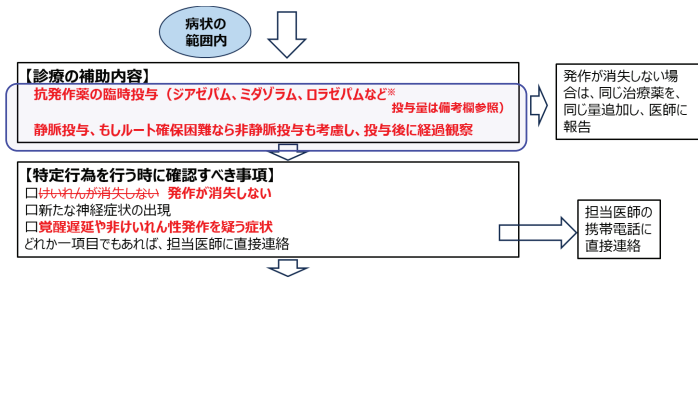 病状の
範囲内
【診療の補助内容】
抗発作薬の臨時投与（ジアゼパム、ミダゾラム、ロラゼパムなど※
投与量は備考欄参照）
静脈投与、もしルート確保困難なら非静脈投与も考慮し、投与後に経過観察
発作が消失しない場
合は、同じ治療薬を、
同じ量追加し、医師に
報告
【特定行為を行う時に確認すべき事項】
□けいれんが消失しない 発作が消失しない
□新たな神経症状の出現
□覚醒遅延や非けいれん性発作を疑う症状
どれか一項目でもあれば、担当医師に直接連絡
担当医師の
携帯電話に
直接連絡